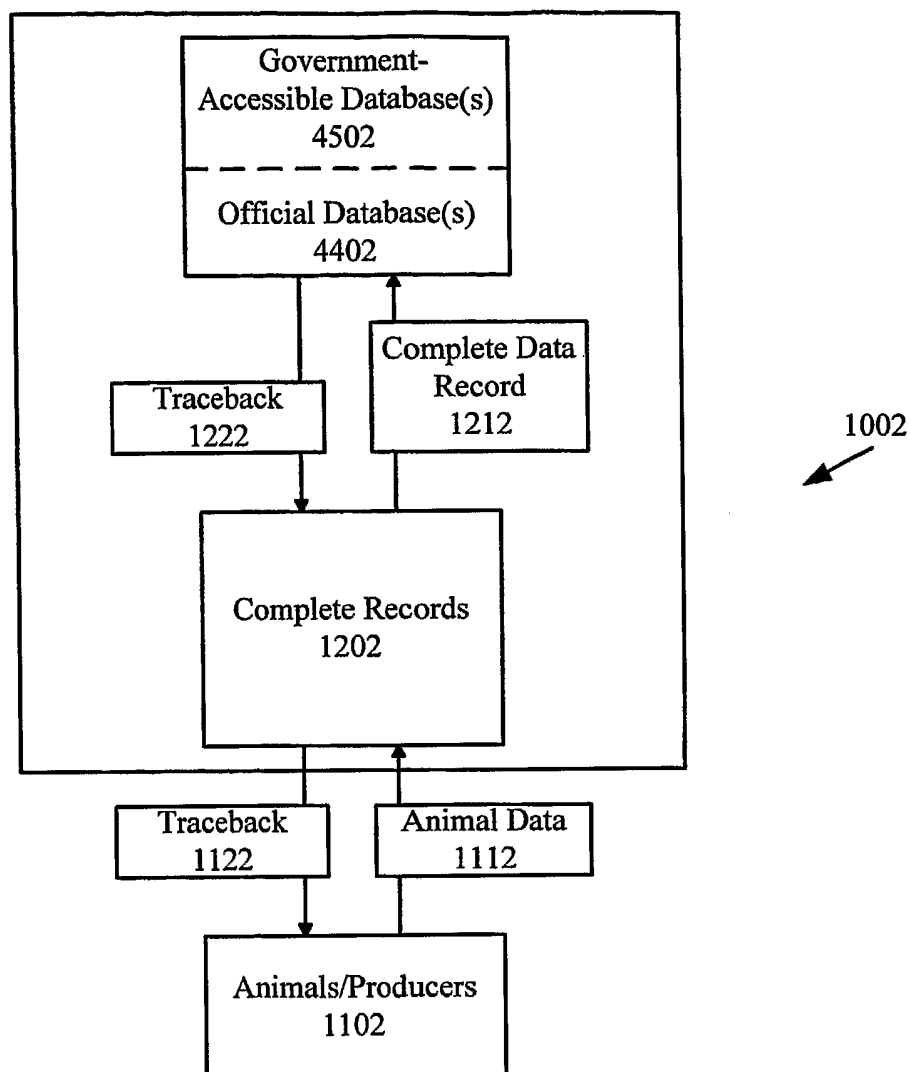 Government-
Accessible Database(s)
4502
Official Database(s)
4402
Complete Data
Record
1212
Traceback
1222
1002
Complete Records
1202
Traceback
1122
Animal Data
1112
Animals/Producers
1102